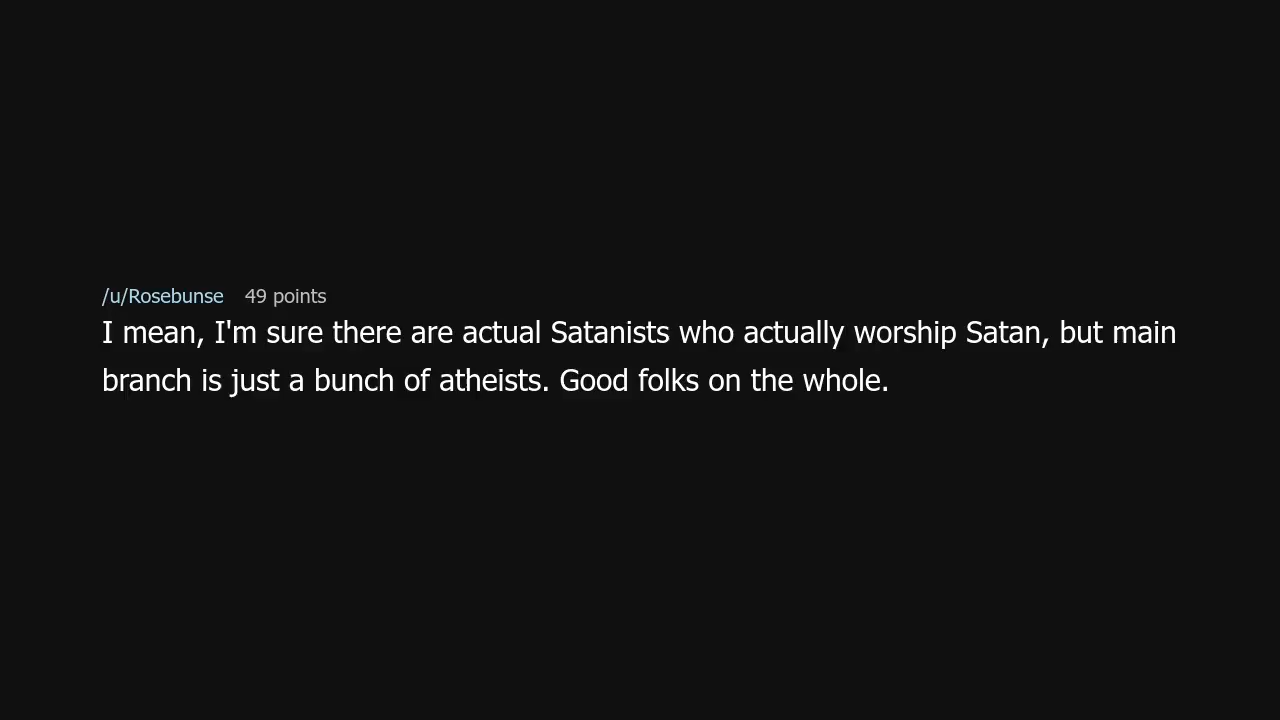 /u/Rosebunse 49 points
I mean, I'm sure there are actual Satanists who actually worship Satan, but main
branch is just a bunch of atheists. Good folks on the whole.